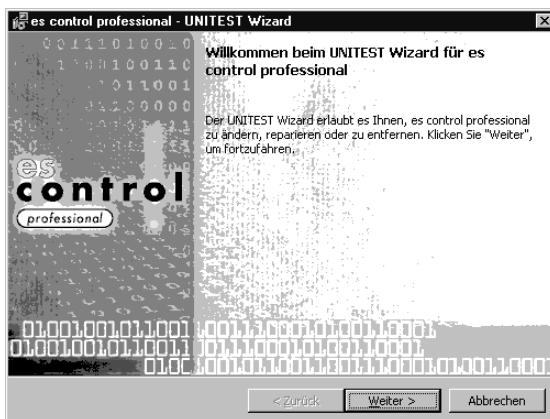 es control professional - UNITEST Wizard
Willkommen beim UNITEST Wizard für es
control professional
Der UNITEST Wizard erlaubt es Ihnen, es control professional
zu ändern, reparieren oder zu entfernen. Klicken Sie "Weiter",
um fortzufahren.
es
control
professional
< Zurück
Weiter >
Abbrechen